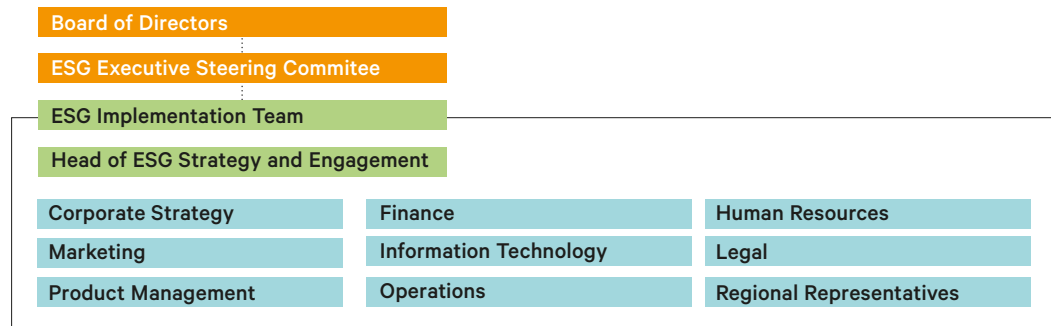 Board of Directors
ESG Executive Steering Commitee
ESG Implementation Team
Head of ESG Strategy and Engagement
Corporate Strategy
Finance
Human Resources
Marketing
Information Technology
Legal
Product Management
Operations
Regional Representatives